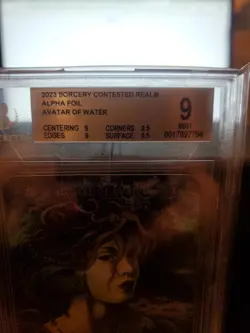 2023 SORCERY CONTESTED REALM
ALPHA FOIL
AVATAR OF WATER
9
MINT
CENTERING 9 CORNERS 9.5
EDGES 9 SURFACE 8.5